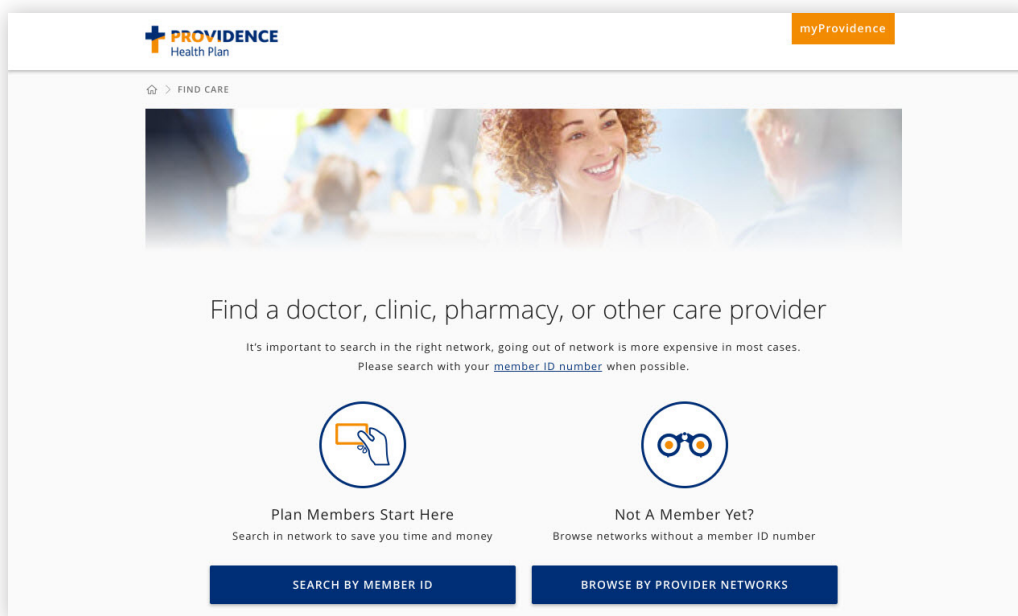 PROVIDENCE
Health Plan
myProvidence
FIND CARE
Find a doctor, clinic, pharmacy, or other care provider
It's important to search in the right network, going out of network is more expensive in most cases.
Please search with your member ID number when possible.
Plan Members Start Here
Search in network to save you time and money
SEARCH BY MEMBER ID
Not A Member Yet?
Browse networks without a member ID number
BROWSE BY PROVIDER NETWORKS